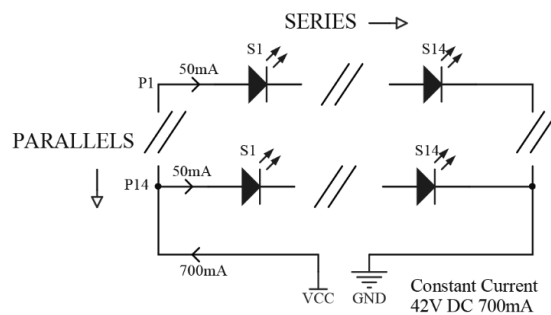 SERIES
S1
S14
P1
50mA
PARALLELS
S1
S14
P14
50mA
700mA
VCC
GND
Constant Current
42V DC 700mA